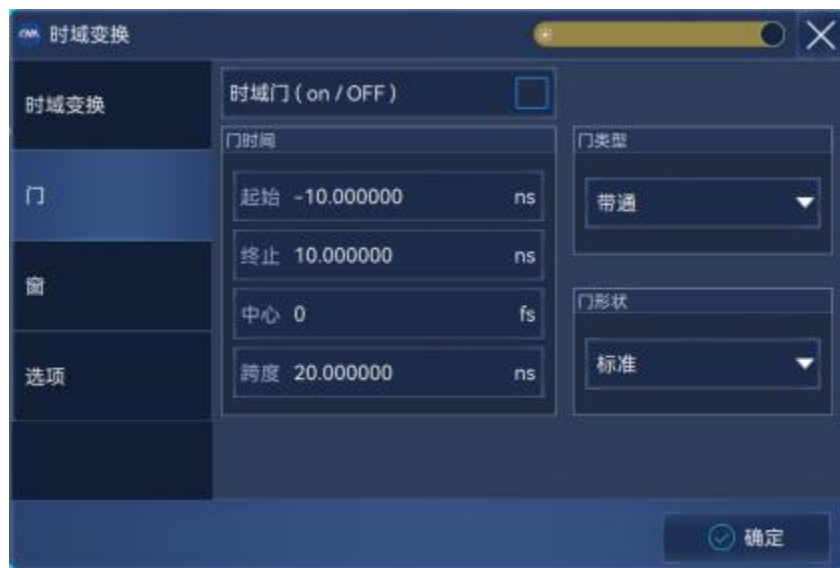 时域变换
时域变换
门
窗
选项
时域门 ( on / OFF )
门时间
起始 -10.000000 ns
终止 10.000000 ns
中心 0 fs
跨度 20.000000 ns
门类型
带通
门形状
标准
确定